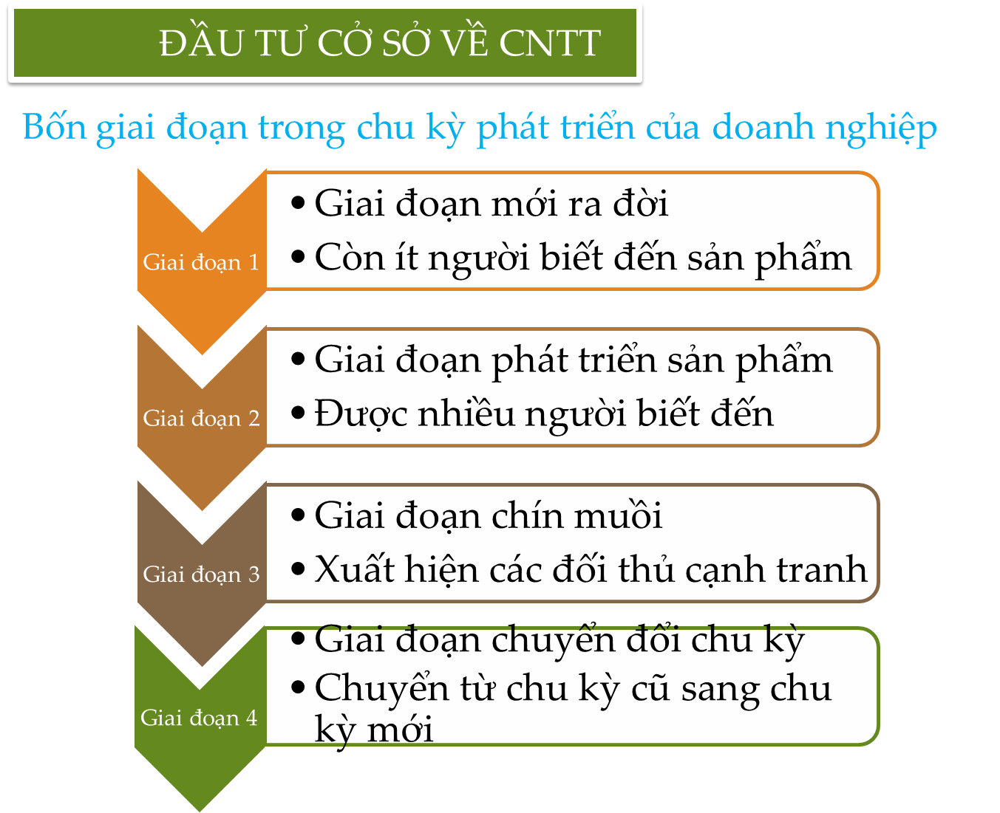 ĐẦU TƯ CỞ SỞ VỀ CNTT
Bốn giai đoạn trong chu kỳ phát triển của doanh nghiệp
Giai đoạn 1
• Giai đoạn mới ra đời
• Còn ít người biết đến sản phẩm
Giai đoạn 2
• Giai đoạn phát triển sản phẩm
• Được nhiều người biết đến
Giai đoạn 3
• Giai đoạn chín muồi
• Xuất hiện các đối thủ cạnh tranh
Giai đoạn 4
• Giai đoạn chuyển đổi chu kỳ
• Chuyển từ chu kỳ cũ sang chu
kỳ mới